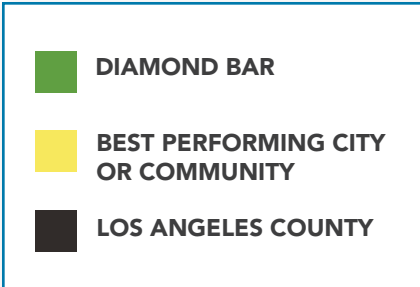 DIAMOND BAR
BEST PERFORMING CITY
OR COMMUNITY
LOS ANGELES COUNTY